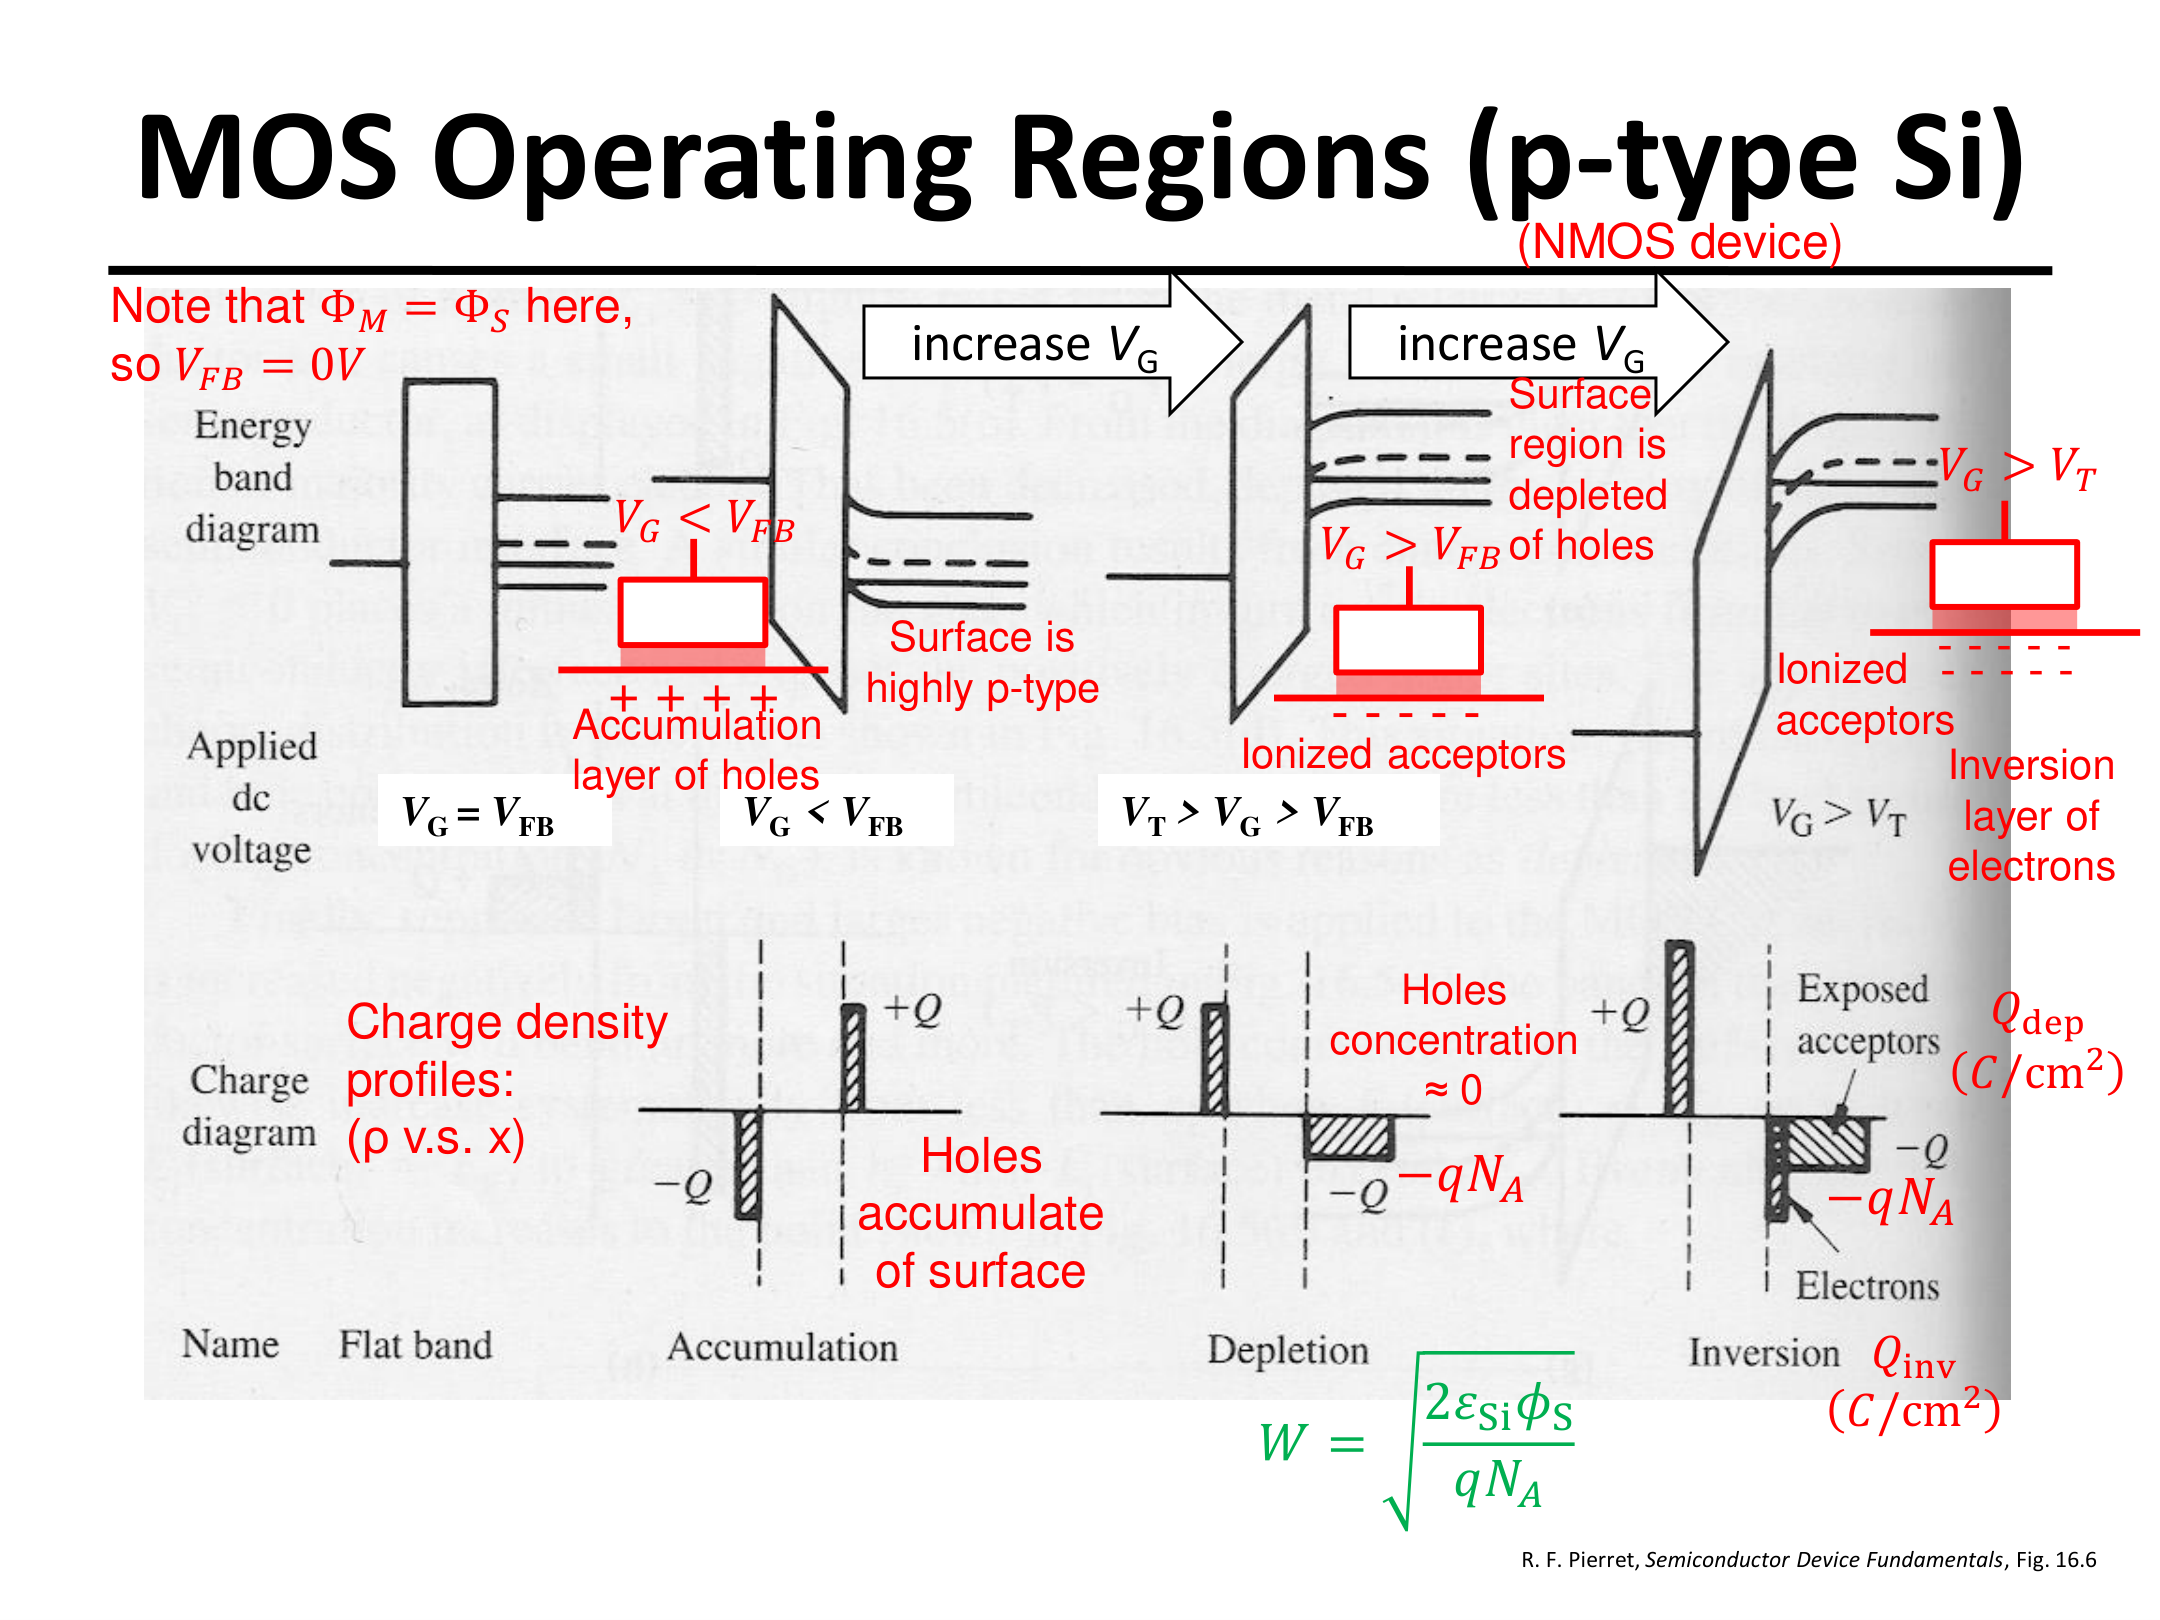 MOS Operating Regions (p-type Si)
(NMOS device)
Note that Φ_M = Φ_S here,
so V_FB = 0V
increase V_G
increase V_G
Energy
band
diagram
V_G < V_FB
+ + + +
Accumulation
layer of holes
Surface is
highly p-type
V_G > V_FB
Surface
region is
depleted
of holes
- - - - -
Ionized acceptors
V_G > V_T
- - - - -
- - - - -
Ionized
acceptors
Inversion
layer of
electrons
Applied
dc
voltage
V_G = V_FB
V_G < V_FB
V_T > V_G > V_FB
V_G > V_T
Charge
diagram
Charge density
profiles:
(ρ v.s. x)
+Q
−Q
Holes
accumulate
of surface
+Q
−Q
Holes
concentration
≈ 0
−qN_A
+Q
Exposed
acceptors
Q_dep
(C/cm²)
−Q
−qN_A
Electrons
Name
Flat band
Accumulation
Depletion
Inversion
Q_inv
(C/cm²)
W = √(2ε_Si ϕ_S / qN_A)
R. F. Pierret, Semiconductor Device Fundamentals, Fig. 16.6